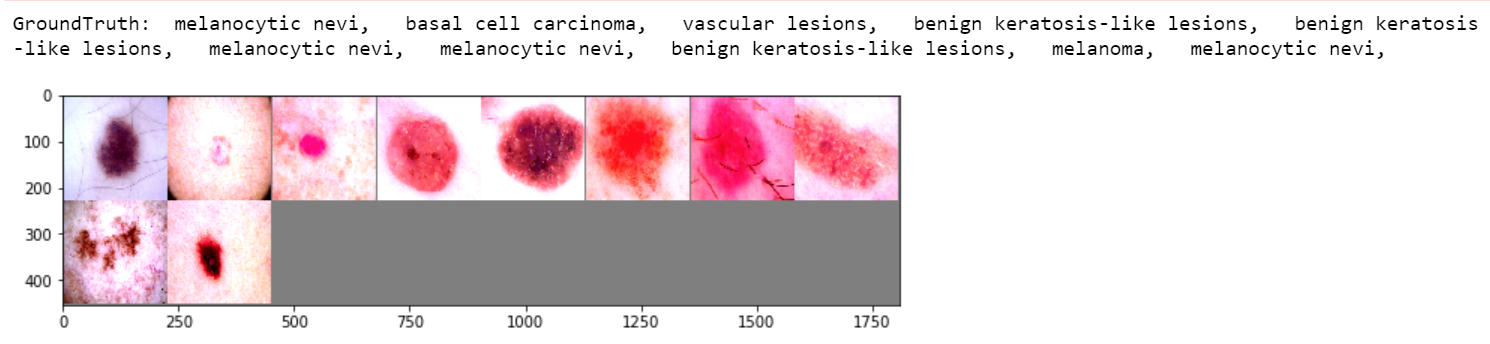 GroundTruth:  melanocytic nevi,   basal cell carcinoma,   vascular lesions,   benign keratosis-like lesions,   benign keratosis
-like lesions,   melanocytic nevi,   melanocytic nevi,   benign keratosis-like lesions,   melanoma,   melanocytic nevi,
0
100
200
300
400
0 250 500 750 1000 1250 1500 1750